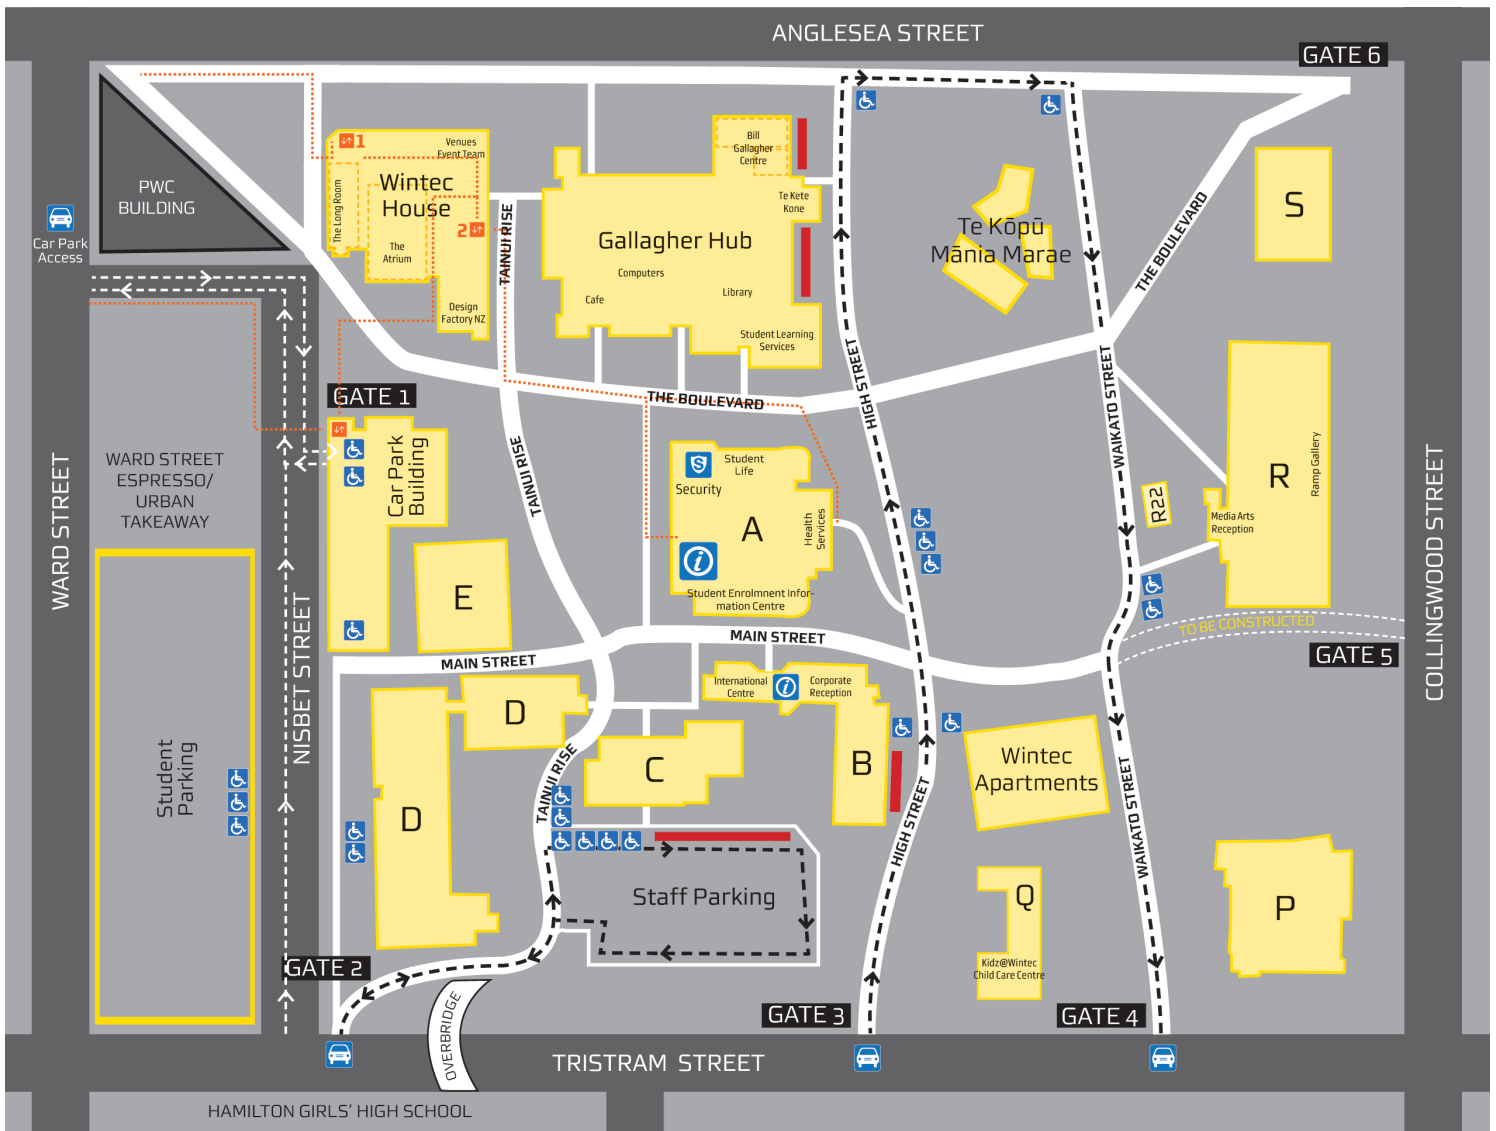 ANGLESEA STREET
GATE 6
PWC
BUILDING
Car Park
Access
1
Venues
Event Team
Wintec
House
The Long Room
2
The
Atrium
Design
Factory NZ
TAINUI RISE
Bill
Gallagher
Centre
Te Kete
Kone
Gallagher Hub
Computers
Cafe
Library
Student Learning
Services
Te Kōpū
Mānia Marae
THE BOULEVARD
S
HIGH STREET
WAIKATO STREET
THE BOULEVARD
GATE 1
Car Park
Building
WARD STREET
ESPRESSO/
URBAN
TAKEAWAY
WARD STREET
TAINUI RISE
Student
Life
Security
A
Health
Services
Student Enrolmnent Infor-
mation Centre
R22
R
Ramp Gallery
Media Arts
Reception
COLLINGWOOD STREET
E
NISBET STREET
MAIN STREET
MAIN STREET
TO BE CONSTRUCTED
GATE 5
International
Centre
Corporate
Reception
D
D
C
B
Wintec
Apartments
Student
Parking
TAINUI RISE
HIGH STREET
WAIKATO STREET
Staff Parking
Q
Kidz@Wintec
Child Care Centre
P
GATE 2
OVERBRIDGE
GATE 3
GATE 4
TRISTRAM STREET
HAMILTON GIRLS' HIGH SCHOOL